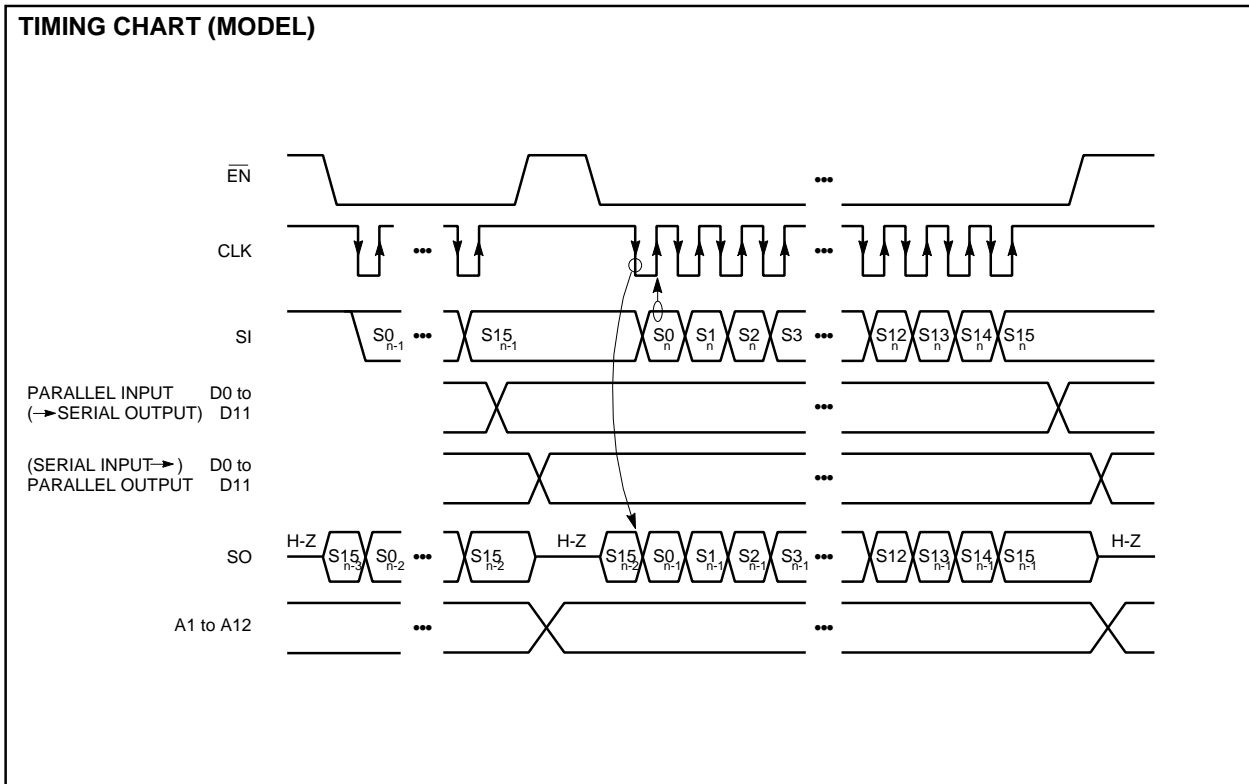 TIMING CHART (MODEL)
EN •••
CLK ••• •••
SI S0 n-1 ••• S15 n-1 S0 n S1 n S2 n S3 ••• S12 n S13 n S14 n S15 n
PARALLEL INPUT D0 to
(→SERIAL OUTPUT) D11 •••
(SERIAL INPUT→) D0 to
PARALLEL OUTPUT D11 •••
SO H-Z S15 n-3 S0 n-2 ••• S15 n-2 H-Z S15 n-2 S0 n-1 S1 n-1 S2 n-1 S3 n-1 ••• S12 S13 n-1 S14 n-1 S15 n-1 H-Z
A1 to A12 ••• •••